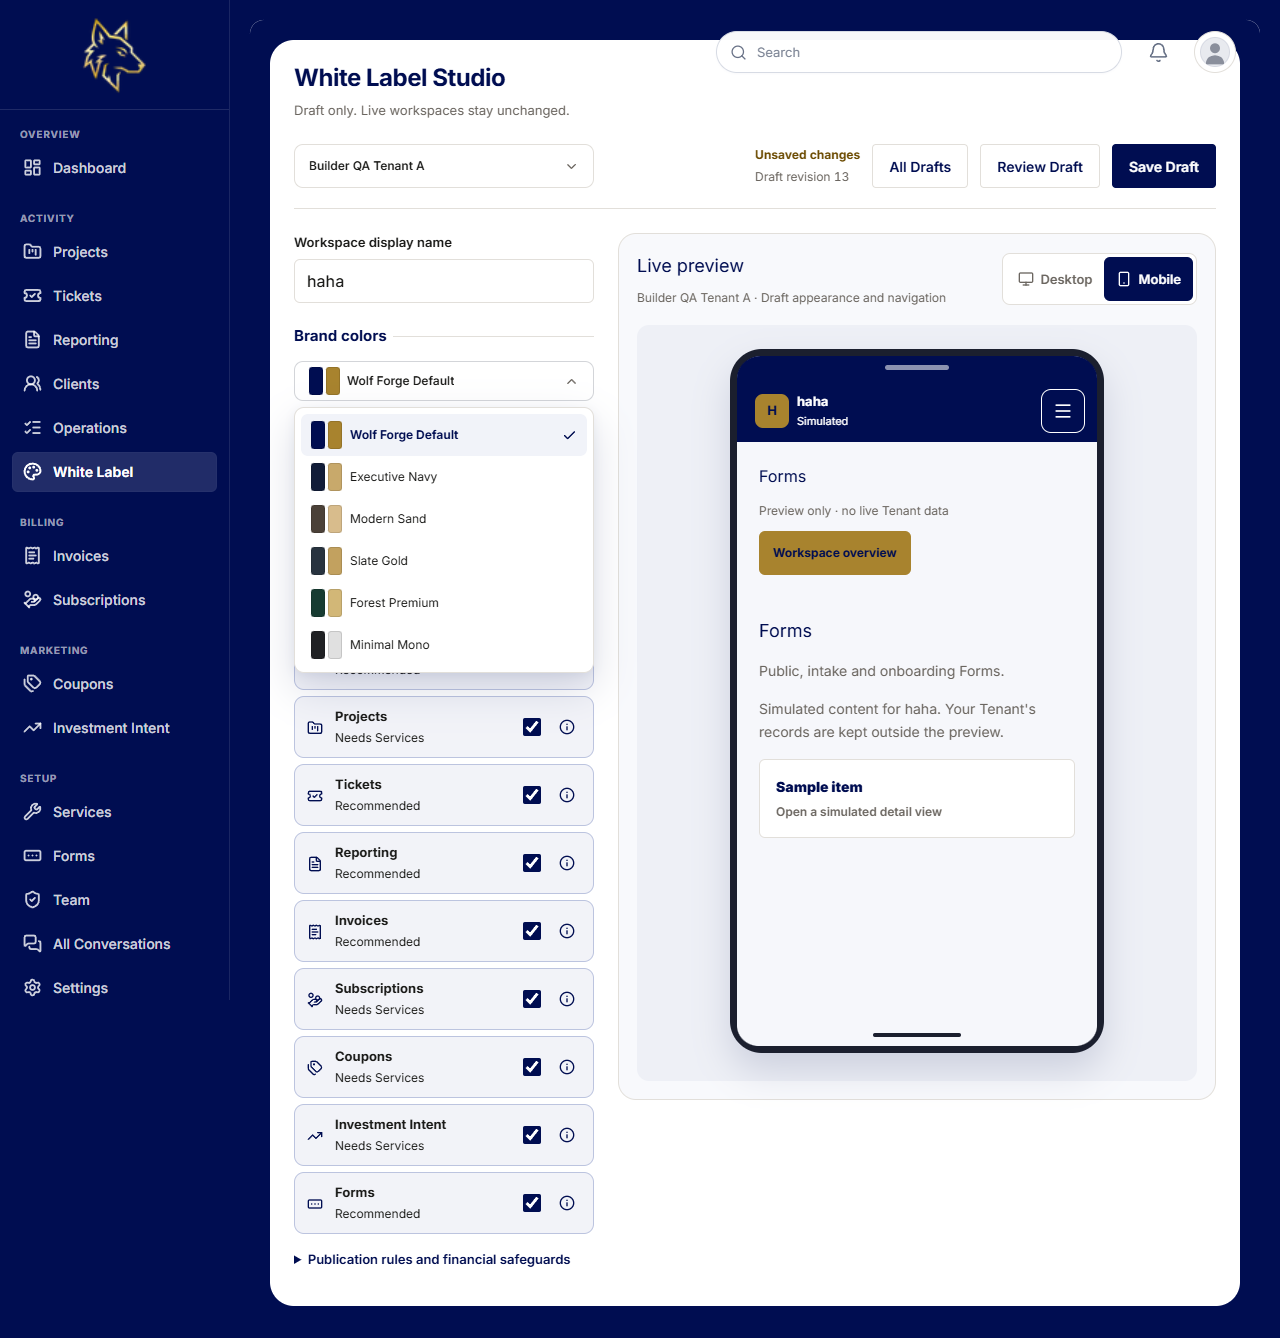 OVERVIEW
Dashboard
ACTIVITY
Projects
Tickets
Reporting
Clients
Operations
White Label
BILLING
Invoices
Subscriptions
MARKETING
Coupons
Investment Intent
SETUP
Services
Forms
Team
All Conversations
Settings
Search
White Label Studio
Draft only. Live workspaces stay unchanged.
Builder QA Tenant A
Unsaved changes
Draft revision 13
All Drafts
Review Draft
Save Draft
Workspace display name
haha
Brand colors
Wolf Forge Default
Wolf Forge Default
Executive Navy
Modern Sand
Slate Gold
Forest Premium
Minimal Mono
Recommended
Projects
Needs Services
Tickets
Recommended
Reporting
Recommended
Invoices
Recommended
Subscriptions
Needs Services
Coupons
Needs Services
Investment Intent
Needs Services
Forms
Recommended
Publication rules and financial safeguards
Live preview
Builder QA Tenant A · Draft appearance and navigation
Desktop
Mobile
H
haha
Simulated
Forms
Preview only · no live Tenant data
Workspace overview
Forms
Public, intake and onboarding Forms.
Simulated content for haha. Your Tenant's
records are kept outside the preview.
Sample item
Open a simulated detail view